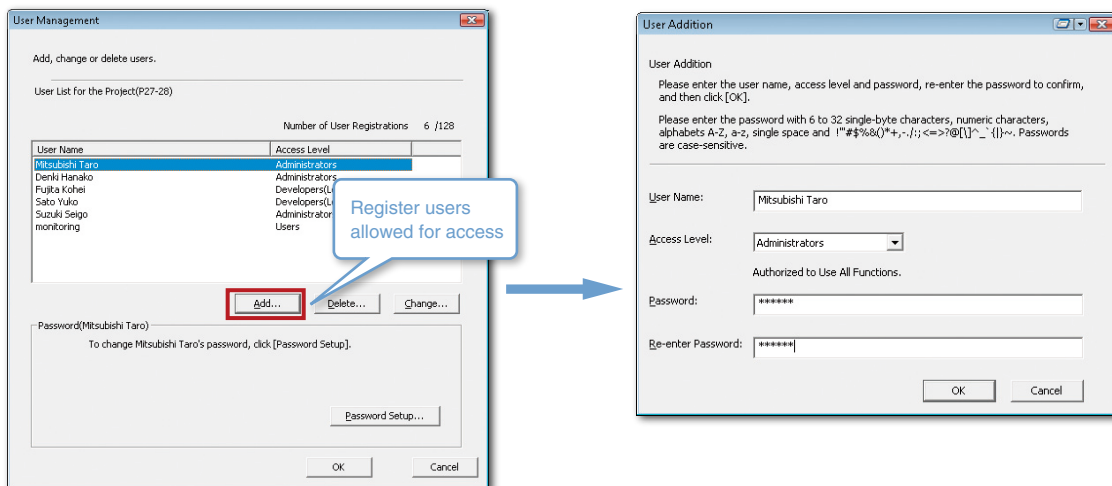 User Management
Add, change or delete users.
User List for the Project(P27-28)
Number of User Registrations 6 /128
User Name Access Level
Mitsubishi Taro Administrators
Denki Hanako Administrators
Fujita Kohei Developers(L
Sato Yuko Developers(L
Suzuki Seigo Administrator
monitoring Users
Register users
allowed for access
Add... Delete... Change...
Password(Mitsubishi Taro)
To change Mitsubishi Taro's password, click [Password Setup].
Password Setup...
OK Cancel
User Addition
User Addition
Please enter the user name, access level and password, re-enter the password to confirm,
and then click [OK].
Please enter the password with 6 to 32 single-byte characters, numeric characters,
alphabets A-Z, a-z, single space and !"#$%&()*+,-./:;<=>?@[\]^_`{|}~. Passwords
are case-sensitive.
User Name: Mitsubishi Taro
Access Level: Administrators
Authorized to Use All Functions.
Password: ******
Re-enter Password: ******
OK Cancel